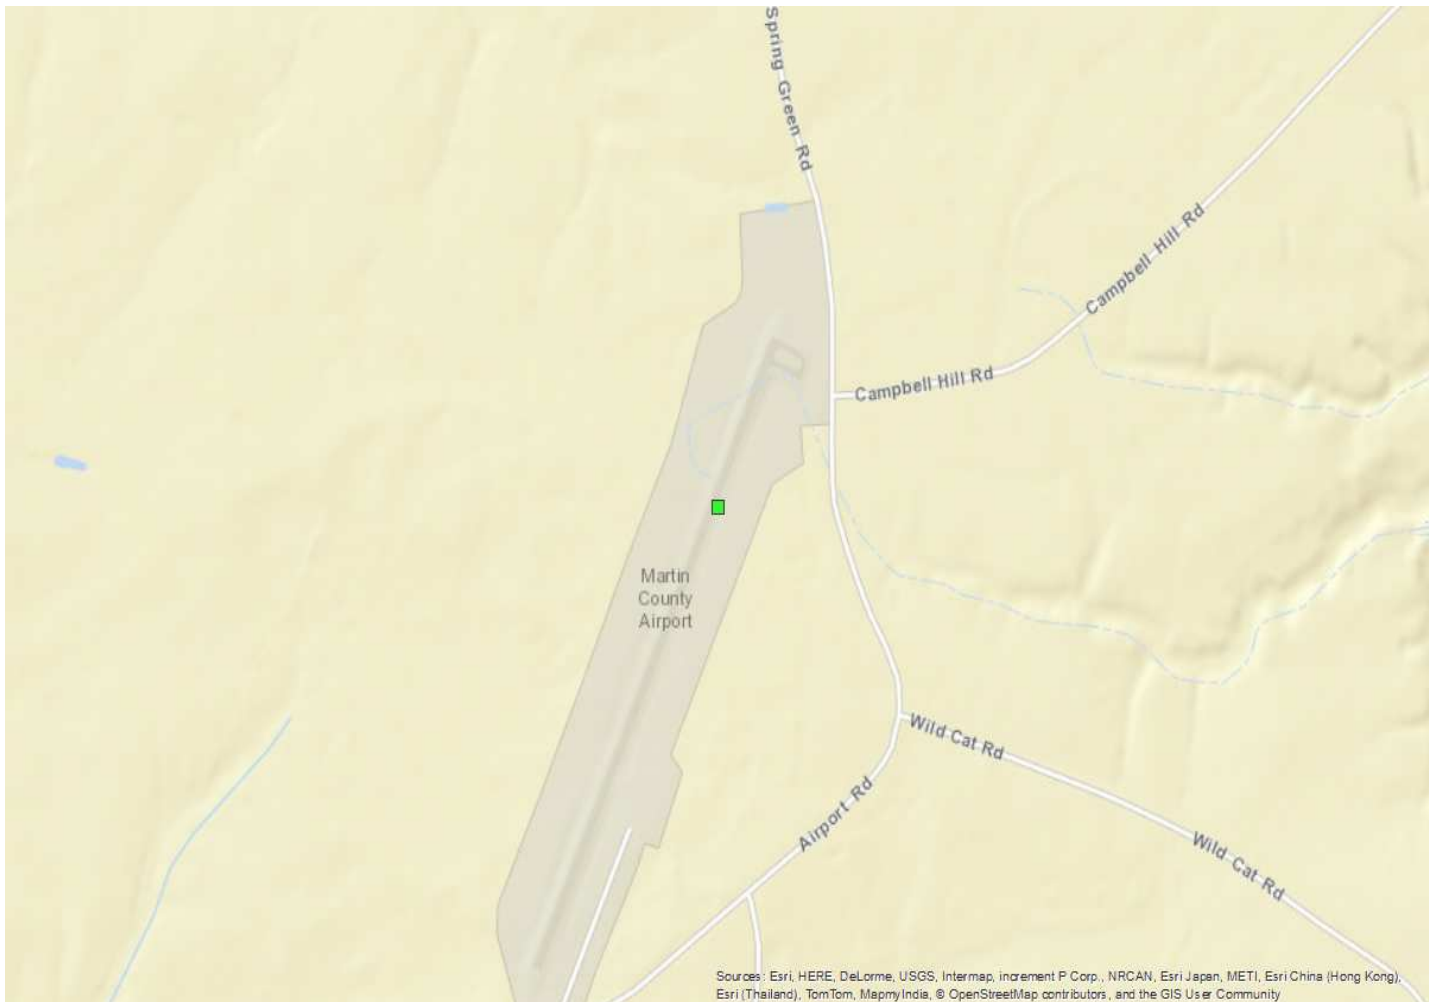 Spring Green Rd
Campbell Hill Rd
Campbell Hill Rd
Martin
County
Airport
Wild Cat Rd
Airport Rd
Wild Cat Rd
Sources: Esri, HERE, DeLorme, USGS, Intermap, increment P Corp., NRCAN, Esri Japan, METI, Esri China (Hong Kong),
Esri (Thailand), TomTom, MapmyIndia, © OpenStreetMap contributors, and the GIS User Community